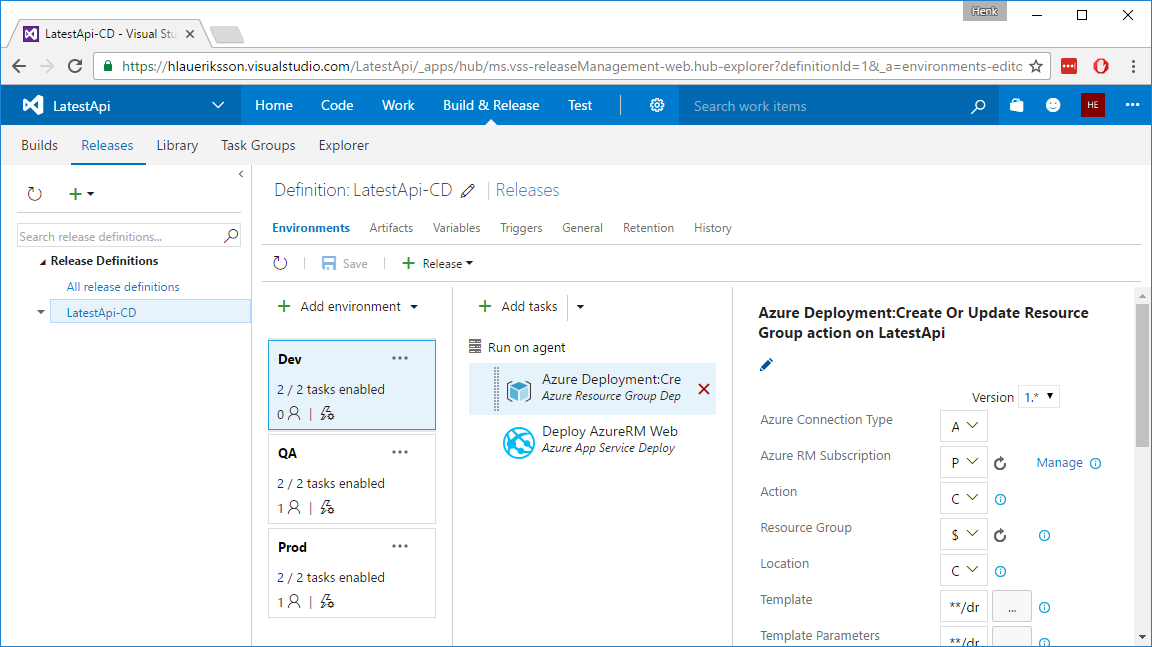 Henk
LatestApi-CD - Visual Stu
https://hlaueriksson.visualstudio.com/LatestApi/_apps/hub/ms.vss-releaseManagement-web.hub-explorer?definitionId=1&_a=environments-edito
LatestApi
Home Code Work Build & Release Test
Search work items
HE
Builds Releases Library Task Groups Explorer
Search release definitions...
Release Definitions
All release definitions
LatestApi-CD
Definition: LatestApi-CD | Releases
Environments Artifacts Variables Triggers General Retention History
Save
Release
Add environment
Dev
2 / 2 tasks enabled
0 |
QA
2 / 2 tasks enabled
1 |
Prod
2 / 2 tasks enabled
1 |
Add tasks
Run on agent
Azure Deployment:Cre
Azure Resource Group Dep
Deploy AzureRM Web
Azure App Service Deploy
Azure Deployment:Create Or Update Resource
Group action on LatestApi
Version 1.*
Azure Connection Type A
Azure RM Subscription P Manage
Action C
Resource Group $
Location C
Template **/dr ...
Template Parameters **/dr